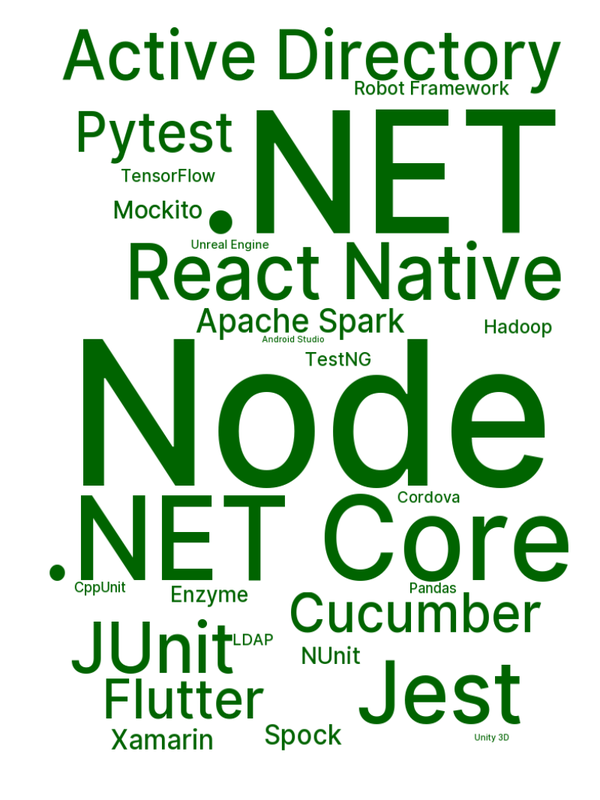 Active Directory
Robot Framework
Pytest
.NET
TensorFlow
Mockito
Unreal Engine
React Native
Apache Spark
Hadoop
Android Studio
TestNG
Node
Cordova
.NET Core
CppUnit
Enzyme
Pandas
Cucumber
JUnit
LDAP
NUnit
Jest
Flutter
Xamarin
Spock
Unity 3D